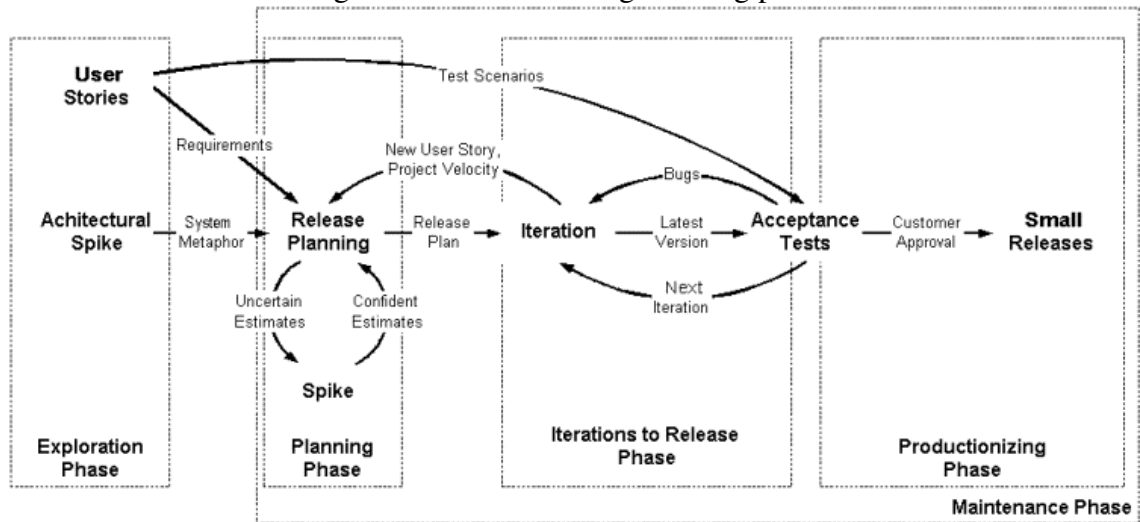 User
Stories
Test Scenarios
Requirements
New User Story,
Project Velocity
Bugs
Achitectural
Spike
System
Metaphor
Release
Planning
Release
Plan
Iteration
Latest
Version
Acceptance
Tests
Customer
Approval
Small
Releases
Uncertain
Estimates
Confident
Estimates
Next
Iteration
Spike
Exploration
Phase
Planning
Phase
Iterations to Release
Phase
Productionizing
Phase
Maintenance Phase